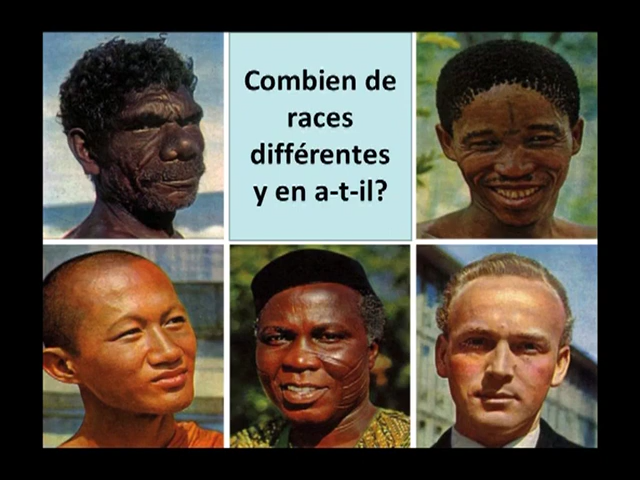 Combien de
races
différentes
y en a-t-il?